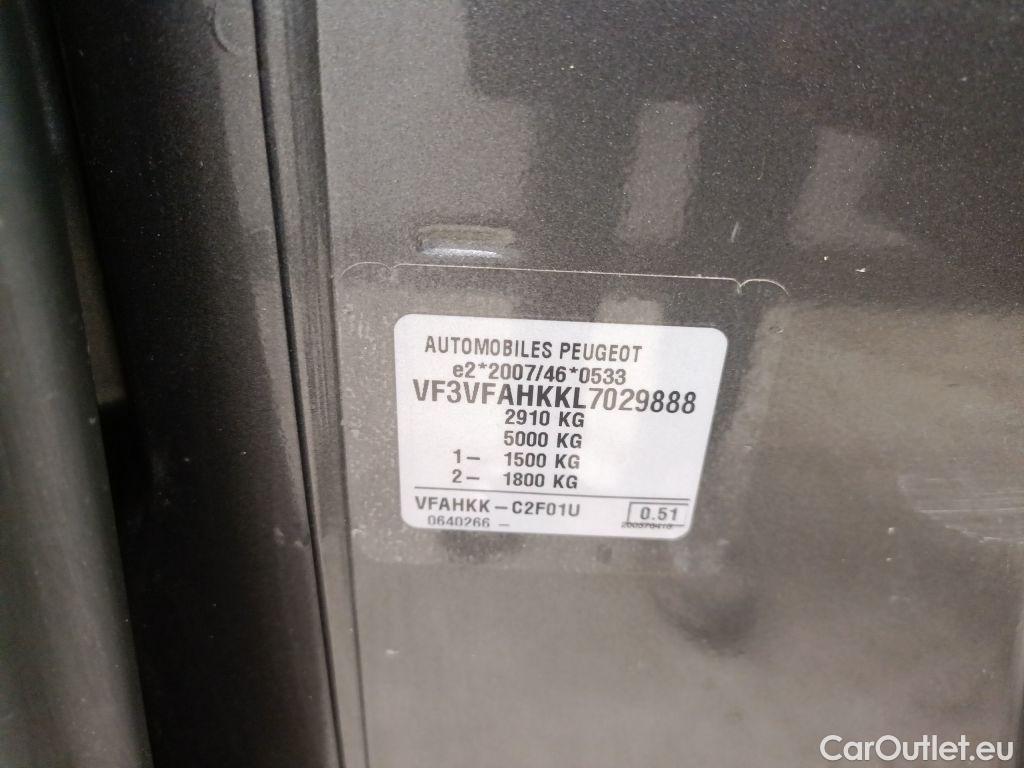 AUTOMOBILES PEUGEOT
e2*2007/46*0533
VF3VFAHKKL7029888
2910 KG
5000 KG
1- 1500 KG
2- 1800 KG
VFAHKK-C2F01U 0.51
0640266 -
CarOutlet.eu